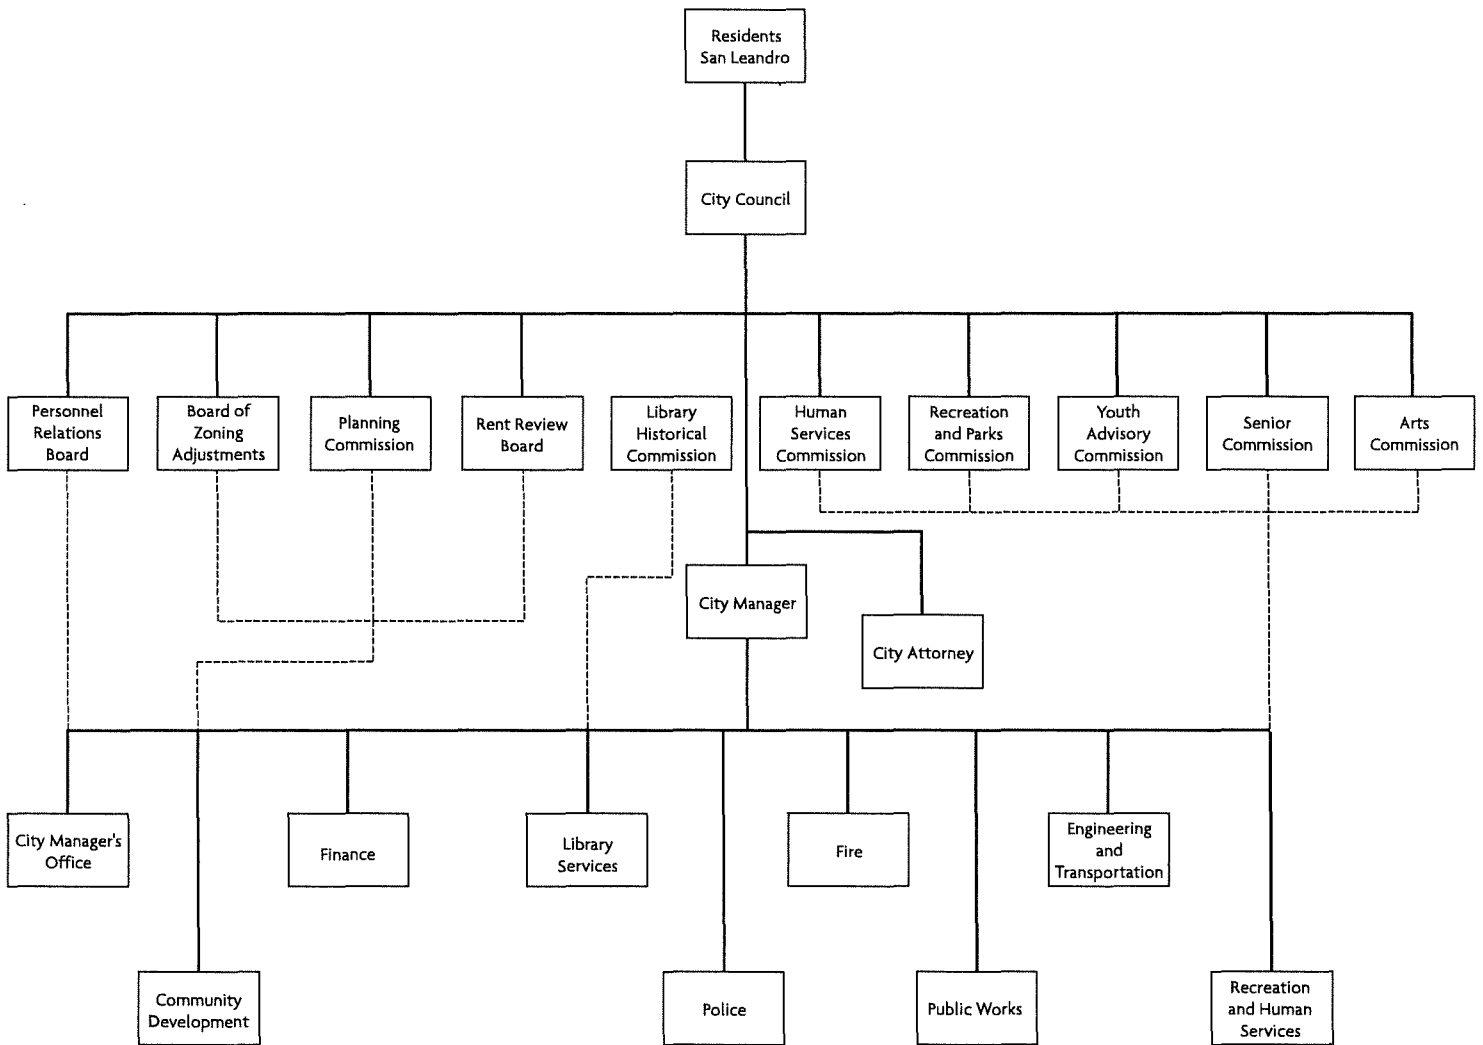 Residents
San Leandro
City Council
Personnel
Relations
Board
Board of
Zoning
Adjustments
Planning
Commission
Rent Review
Board
Library
Historical
Commission
Human
Services
Commission
Recreation
and Parks
Commission
Youth
Advisory
Commission
Senior
Commission
Arts
Commission
City Manager
City Attorney
City Manager's
Office
Finance
Library
Services
Fire
Engineering
and
Transportation
Community
Development
Police
Public Works
Recreation
and Human
Services